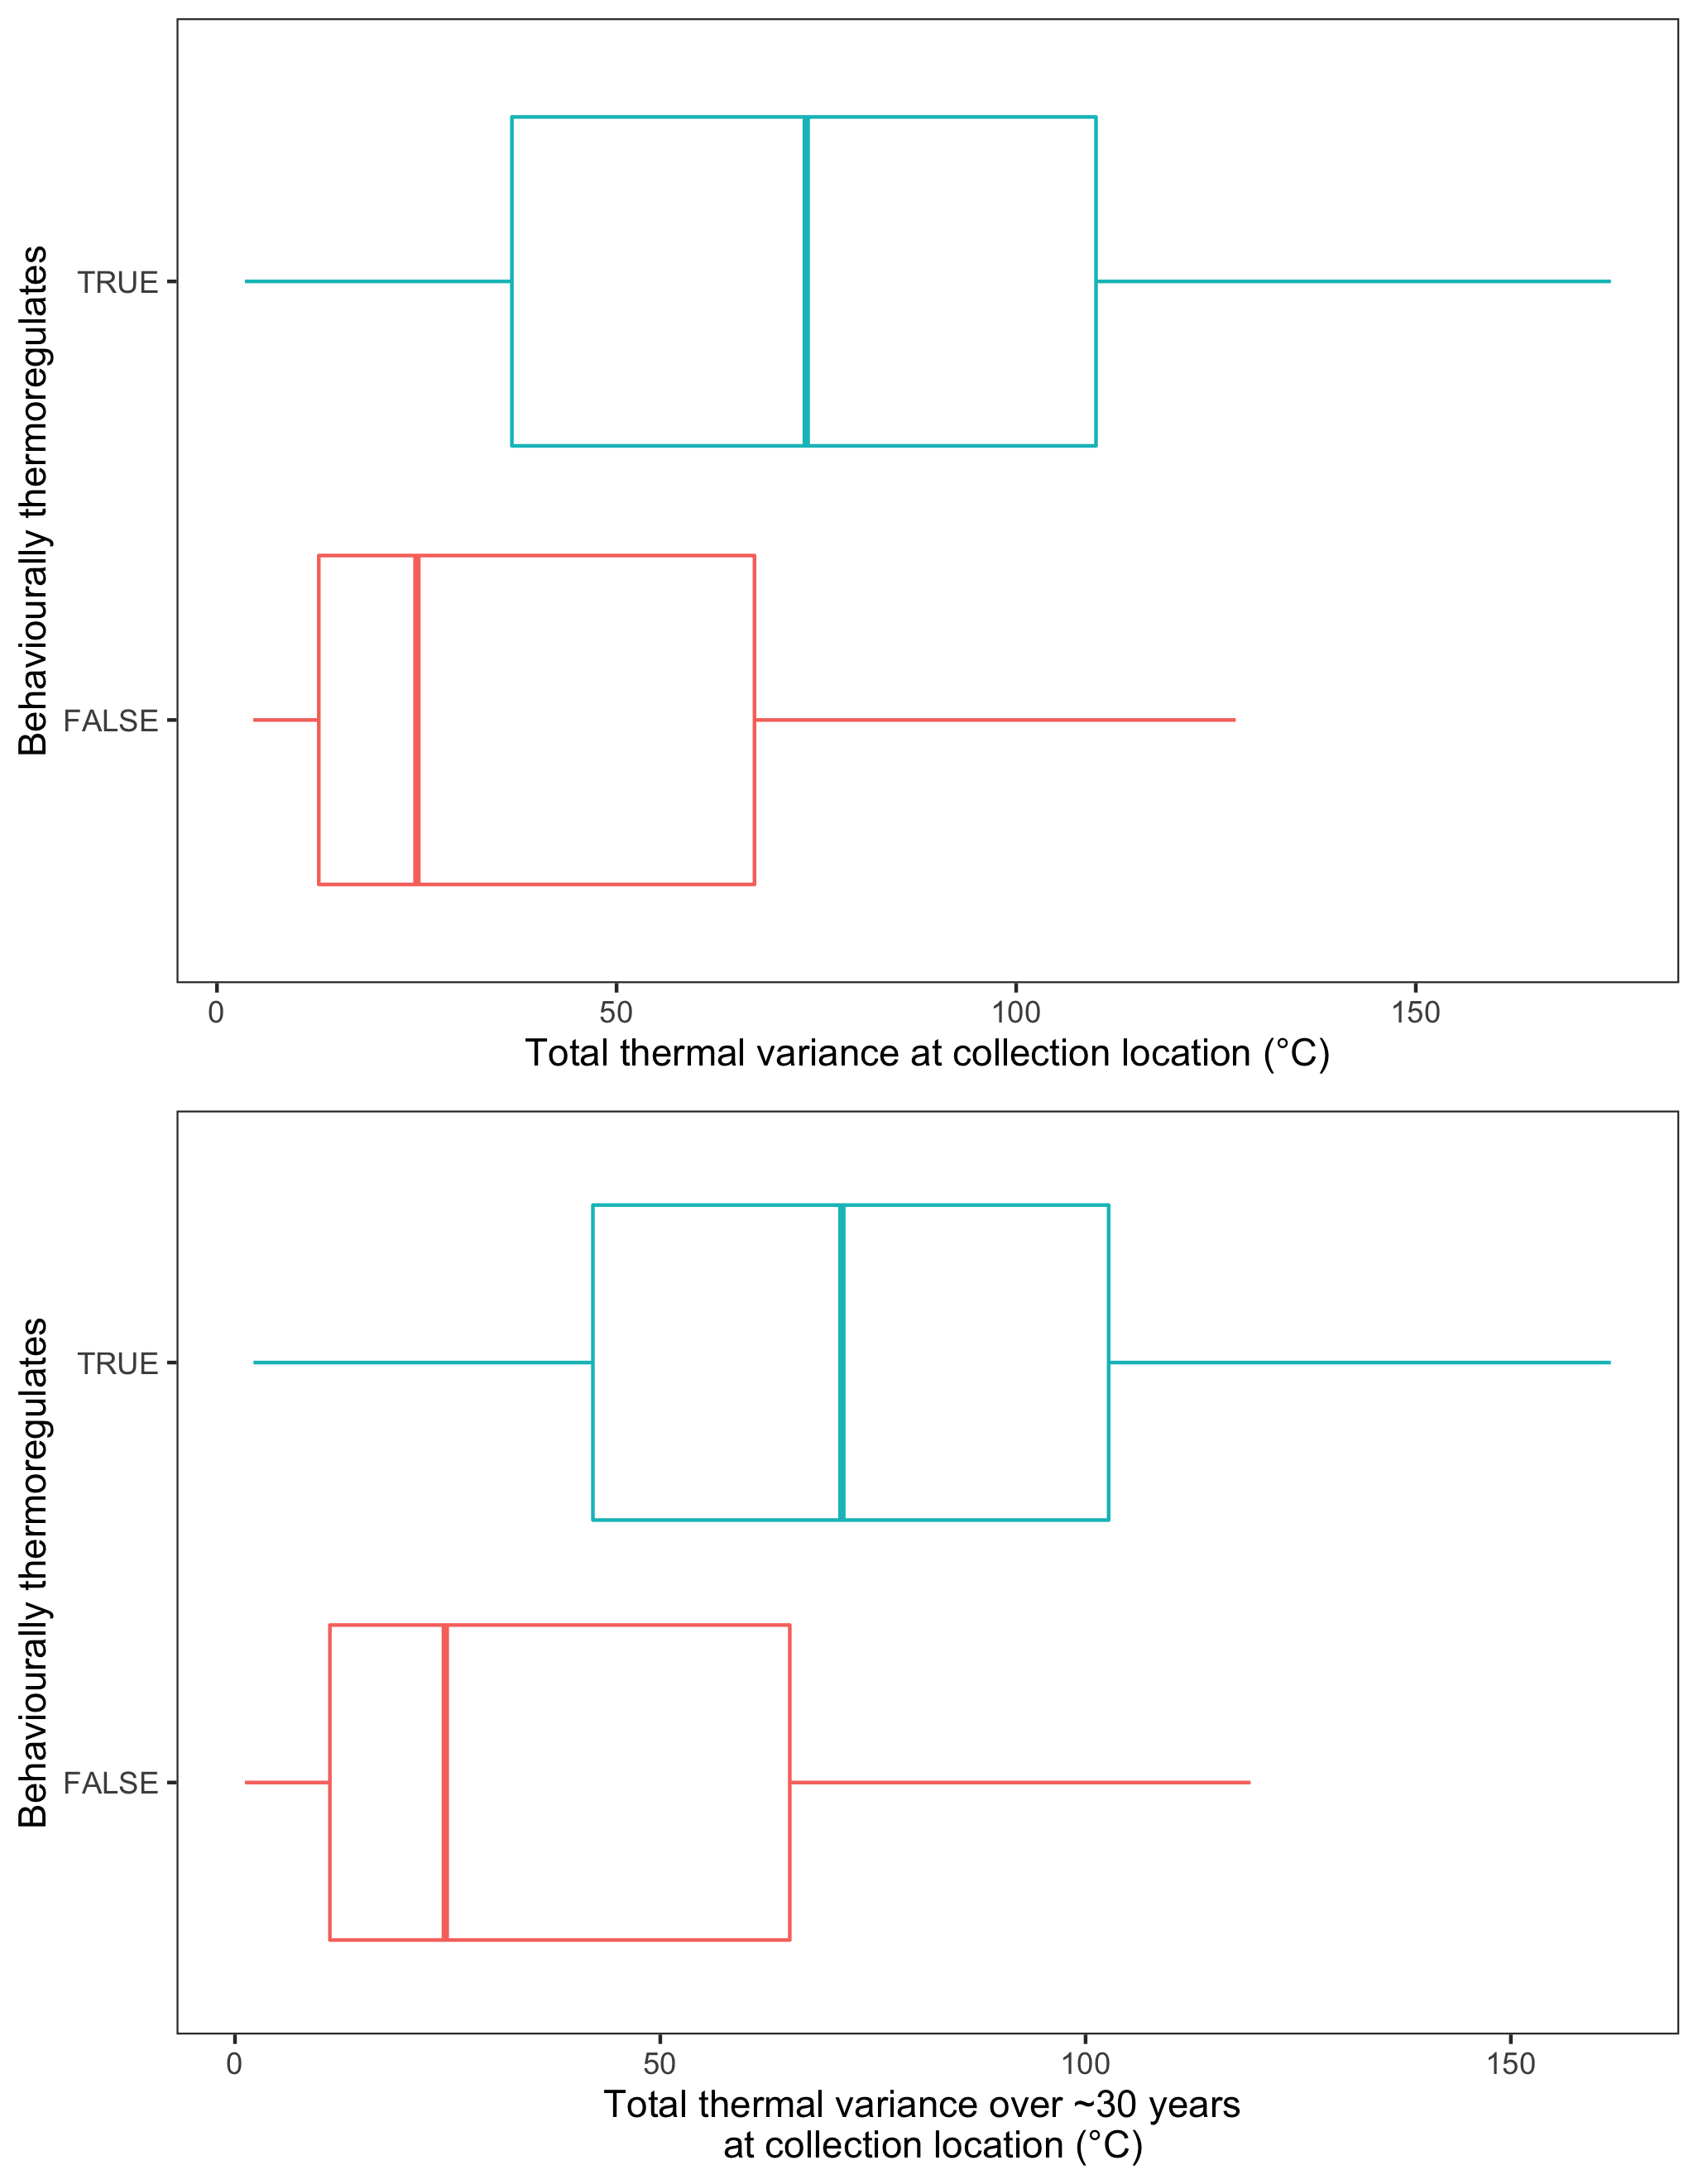 Behaviourally thermoregulates
TRUE
FALSE
0 50 100 150
Total thermal variance at collection location (°C)
Behaviourally thermoregulates
TRUE
FALSE
0 50 100 150
Total thermal variance over ~30 years
at collection location (°C)